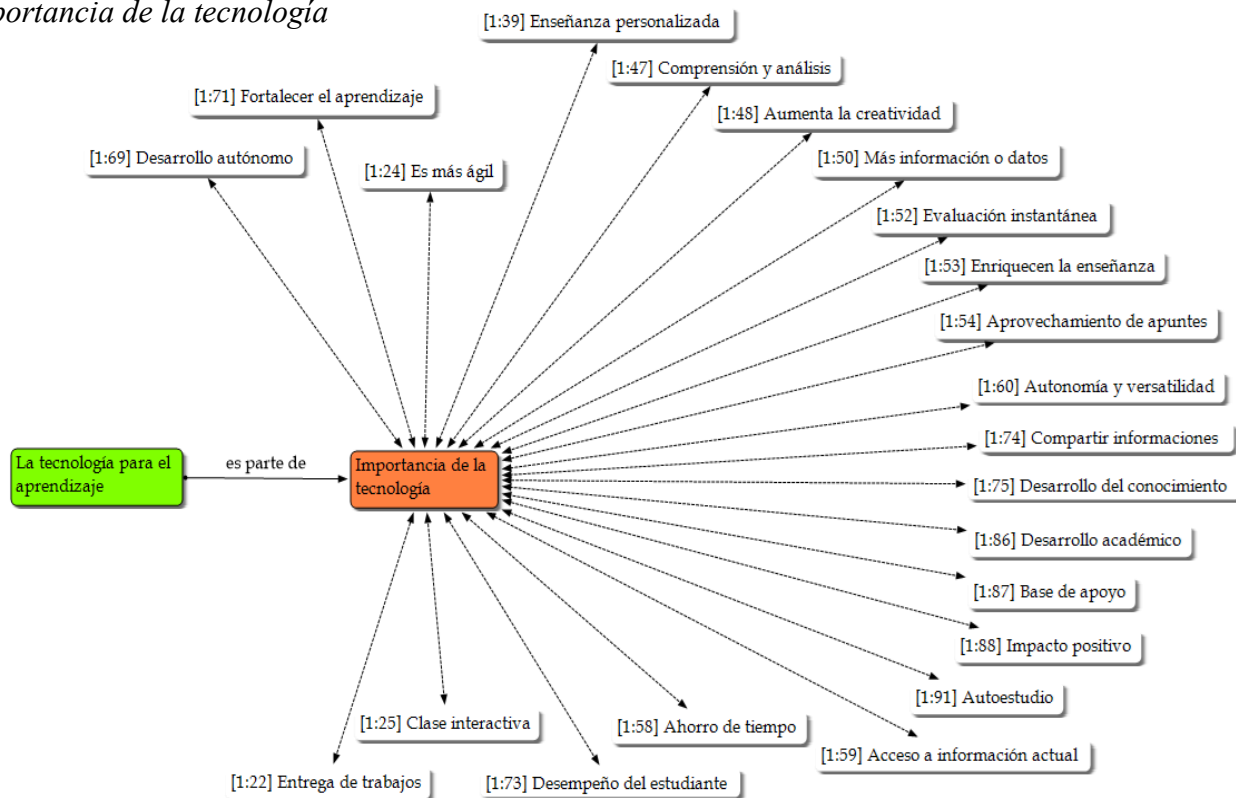 portancia de la tecnología
[1:39] Enseñanza personalizada
[1:47] Comprensión y análisis
[1:71] Fortalecer el aprendizaje
[1:48] Aumenta la creatividad
[1:69] Desarrollo autónomo
[1:24] Es más ágil
[1:50] Más información o datos
[1:52] Evaluación instantánea
[1:53] Enriquecen la enseñanza
[1:54] Aprovechamiento de apuntes
[1:60] Autonomía y versatilidad
[1:74] Compartir informaciones
La tecnología para el
aprendizaje
es parte de
Importancia de la
tecnología
[1:75] Desarrollo del conocimiento
[1:86] Desarrollo académico
[1:87] Base de apoyo
[1:88] Impacto positivo
[1:91] Autoestudio
[1:25] Clase interactiva
[1:58] Ahorro de tiempo
[1:59] Acceso a información actual
[1:22] Entrega de trabajos
[1:73] Desempeño del estudiante